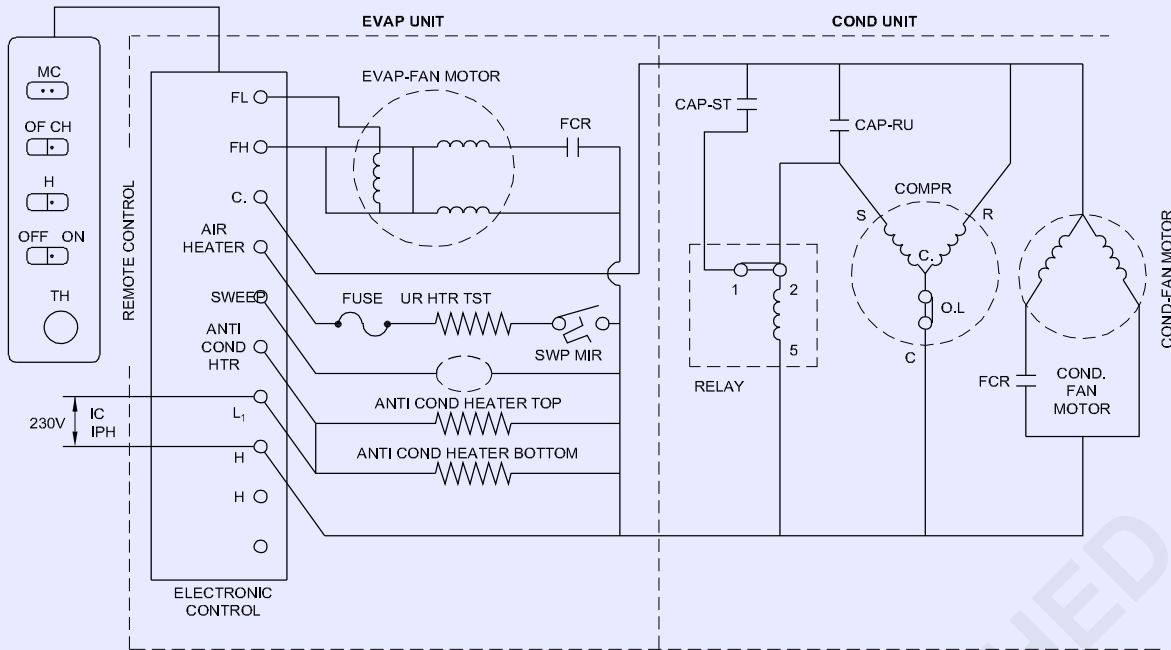 EVAP UNIT
COND UNIT
MC
OF CH
H
OFF ON
TH
REMOTE CONTROL
FL
FH
C.
AIR
HEATER
SWEEP
ANTI
COND
HTR
L1
H
H
230V
IC
IPH
ELECTRONIC
CONTROL
EVAP-FAN MOTOR
FCR
FUSE
UR HTR TST
SWP MIR
ANTI COND HEATER TOP
ANTI COND HEATER BOTTOM
CAP-ST
CAP-RU
COMPR
S
R
C.
O.L
C
1
2
5
RELAY
FCR
COND.
FAN
MOTOR
COND-FAN MOTOR
HED